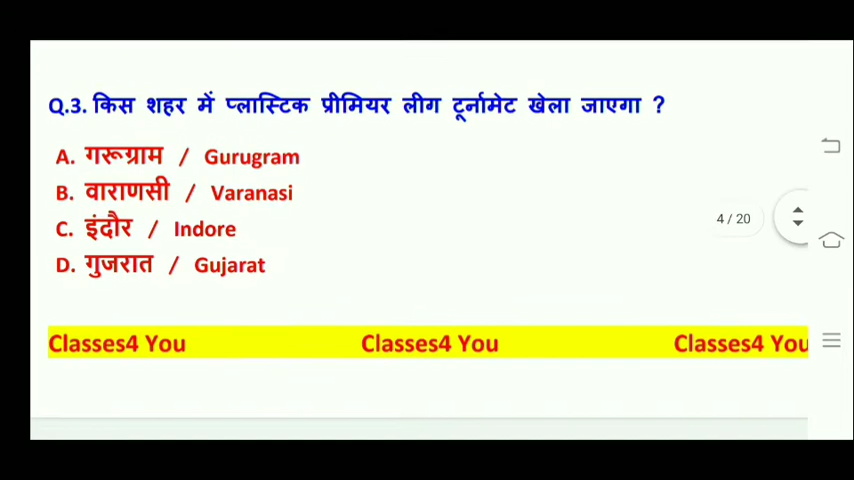 Q.3. किस शहर में प्लास्टिक प्रीमियर लीग टूर्नामेट खेला जाएगा ?
A. गरूग्राम / Gurugram
B. वाराणसी / Varanasi
C. इंदौर / Indore
4 / 20
D. गुजरात / Gujarat
Classes4 You Classes4 You Classes4 You